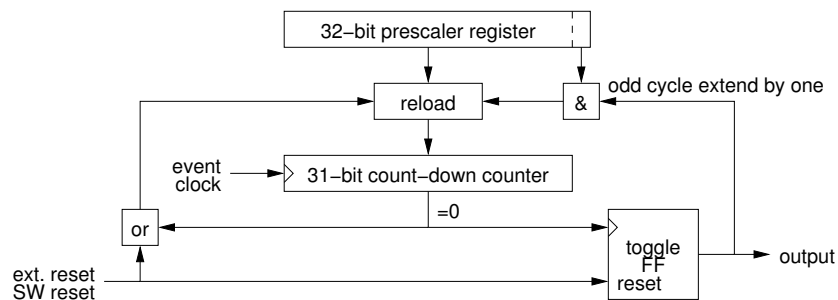 32−bit prescaler register
reload
&
odd cycle extend by one
event
clock
31−bit count−down counter
=0
or
toggle
FF
reset
output
ext. reset
SW reset